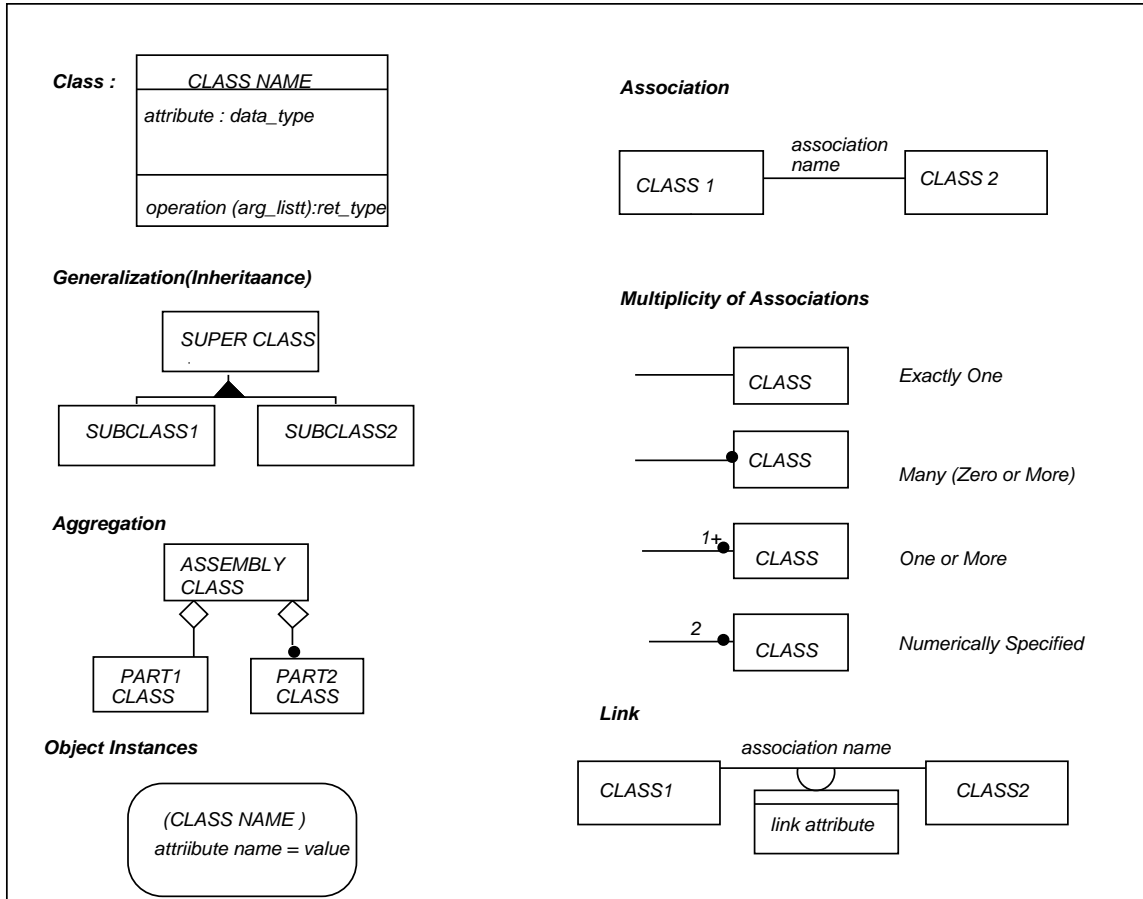 Class :
CLASS NAME
attribute : data_type
operation (arg_listt):ret_type
Generalization(Inheritaance)
SUPER CLASS
SUBCLASS1
SUBCLASS2
Aggregation
ASSEMBLY
CLASS
PART1
CLASS
PART2
CLASS
Object Instances
(CLASS NAME )
attriibute name = value
Association
association
name
CLASS 1
CLASS 2
Multiplicity of Associations
CLASS
Exactly One
CLASS
Many (Zero or More)
1+
CLASS
One or More
2
CLASS
Numerically Specified
Link
association name
CLASS1
CLASS2
link attribute